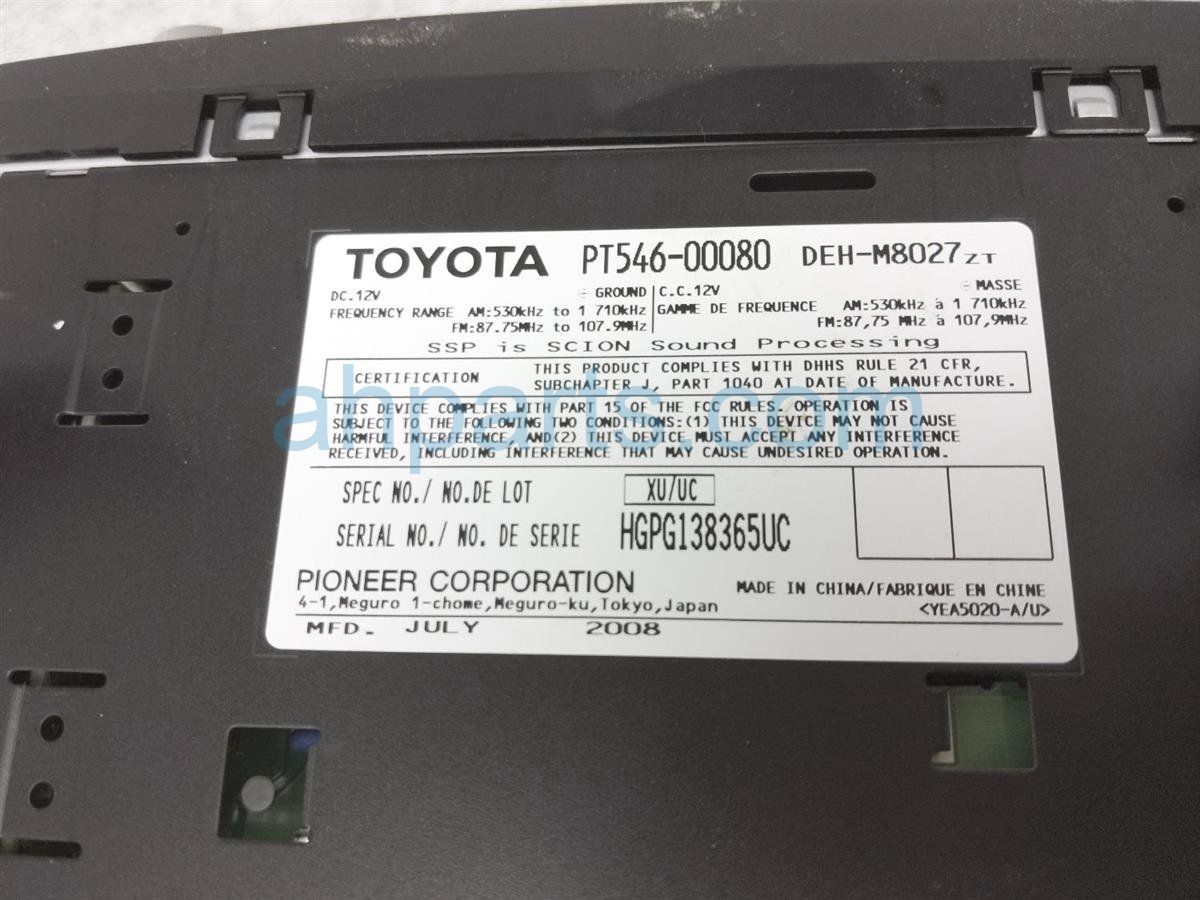 TOYOTA PT546-00080 DEH-M8027ZT
DC.12V ⊖ GROUND
FREQUENCY RANGE AM:530kHz to 1 710kHz
FM:87.75MHz to 107.9MHz
C.C.12V ⊖ MASSE
GAMME DE FREQUENCE AM:530kHz à 1 710kHz
FM:87,75 MHz à 107,9MHz
SSP is SCION Sound Processing
CERTIFICATION
THIS PRODUCT COMPLIES WITH DHHS RULE 21 CFR,
SUBCHAPTER J, PART 1040 AT DATE OF MANUFACTURE.
THIS DEVICE COMPLIES WITH PART 15 OF THE FCC RULES. OPERATION IS
SUBJECT TO THE FOLLOWING TWO CONDITIONS:(1) THIS DEVICE MAY NOT CAUSE
HARMFUL INTERFERENCE, AND(2) THIS DEVICE MUST ACCEPT ANY INTERFERENCE
RECEIVED, INCLUDING INTERFERENCE THAT MAY CAUSE UNDESIRED OPERATION.
ahparts.com
SPEC NO./ NO.DE LOT XU/UC
SERIAL NO./ NO. DE SERIE HGPG138365UC
PIONEER CORPORATION
4-1,Meguro 1-chome,Meguro-ku,Tokyo,Japan
MADE IN CHINA/FABRIQUE EN CHINE
<YEA5020-A/U>
MFD. JULY 2008